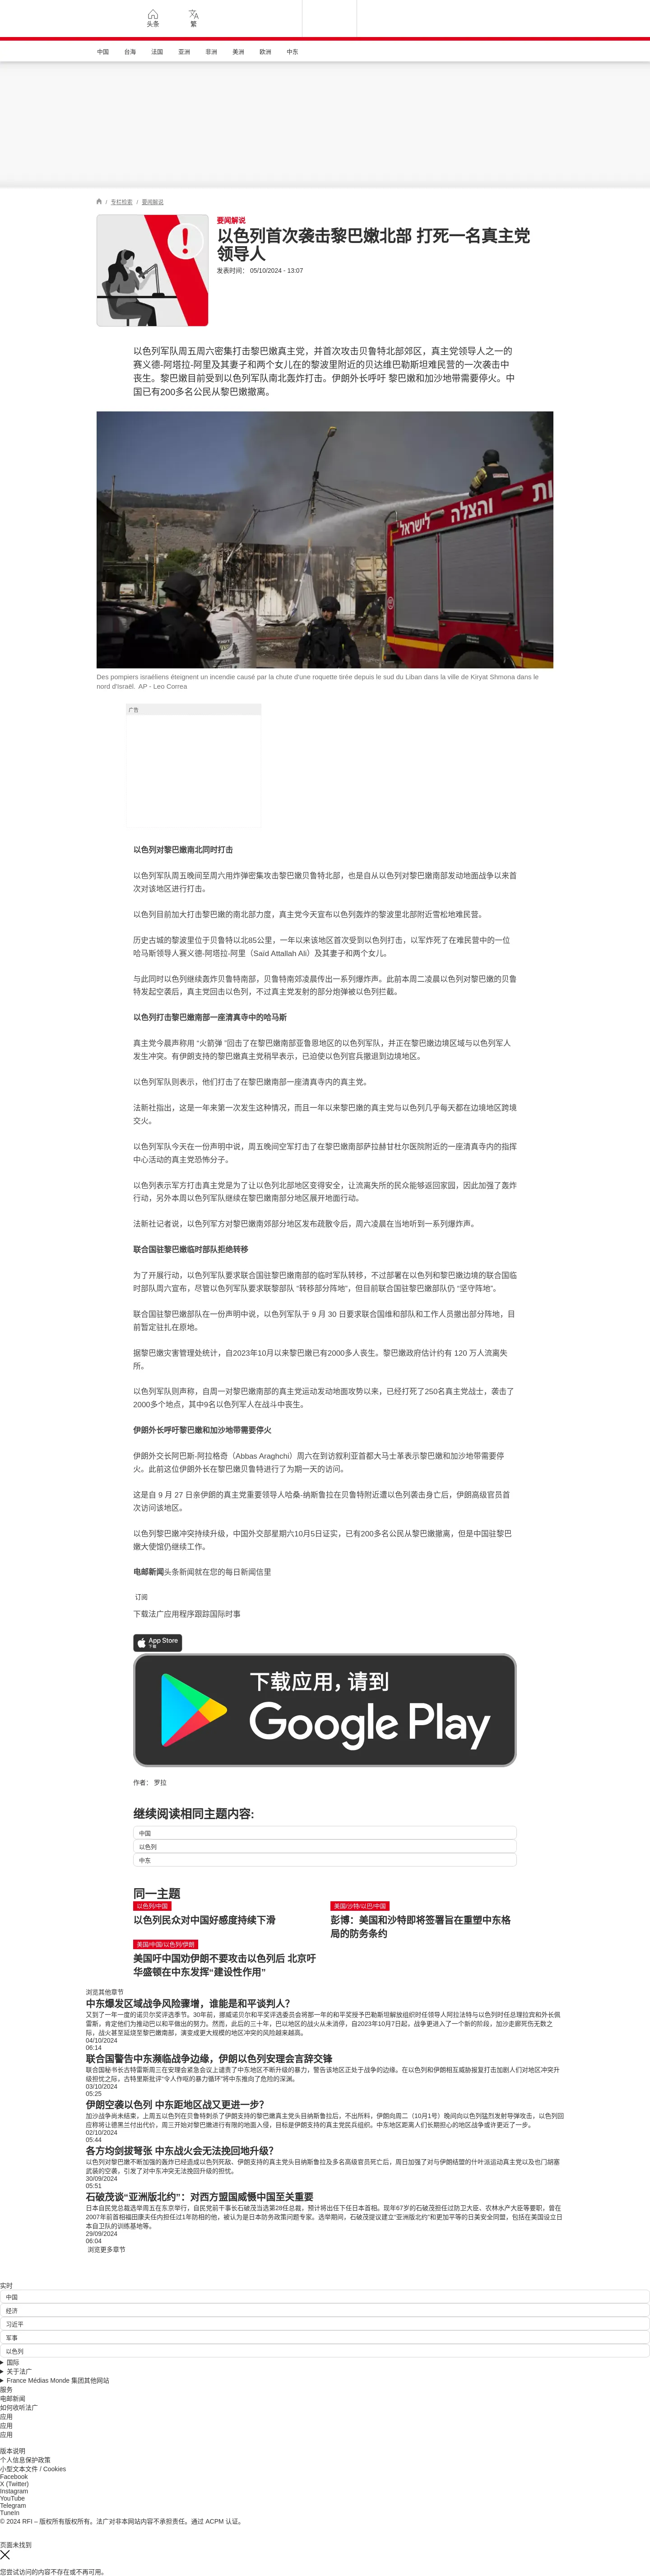 头条
繁
中国
台海
法国
亚洲
非洲
美洲
欧洲
中东
/ 专栏检索 / 要闻解说
要闻解说
以色列首次袭击黎巴嫩北部 打死一名真主党
领导人
发表时间： 05/10/2024 - 13:07
以色列军队周五周六密集打击黎巴嫩真主党，并首次攻击贝鲁特北部郊区，真主党领导人之一的
赛义德-阿塔拉-阿里及其妻子和两个女儿在的黎波里附近的贝达维巴勒斯坦难民营的一次袭击中
丧生。黎巴嫩目前受到以色列军队南北轰炸打击。伊朗外长呼吁 黎巴嫩和加沙地带需要停火。中
国已有200多名公民从黎巴嫩撤离。
כבאות והצלה
לישראל
Des pompiers israéliens éteignent un incendie causé par la chute d'une roquette tirée depuis le sud du Liban dans la ville de Kiryat Shmona dans le
nord d'Israël. AP - Leo Correa
广告
以色列对黎巴嫩南北同时打击
以色列军队周五晚间至周六用炸弹密集攻击黎巴嫩贝鲁特北部，也是自从以色列对黎巴嫩南部发动地面战争以来首
次对该地区进行打击。
以色列目前加大打击黎巴嫩的南北部力度，真主党今天宣布以色列轰炸的黎波里北部附近雪松地难民营。
历史古城的黎波里位于贝鲁特以北85公里，一年以来该地区首次受到以色列打击，以军炸死了在难民营中的一位
哈马斯领导人赛义德-阿塔拉-阿里（Saïd Attallah Ali）及其妻子和两个女儿。
与此同时以色列继续轰炸贝鲁特南部，贝鲁特南郊凌晨传出一系列爆炸声。此前本周二凌晨以色列对黎巴嫩的贝鲁
特发起空袭后，真主党回击以色列，不过真主党发射的部分炮弹被以色列拦截。
以色列打击黎巴嫩南部一座清真寺中的哈马斯
真主党今晨声称用 “火箭弹 ”回击了在黎巴嫩南部亚鲁恩地区的以色列军队，并正在黎巴嫩边境区域与以色列军人
发生冲突。有伊朗支持的黎巴嫩真主党稍早表示，已迫使以色列官兵撤退到边境地区。
以色列军队则表示，他们打击了在黎巴嫩南部一座清真寺内的真主党。
法新社指出，这是一年来第一次发生这种情况，而且一年以来黎巴嫩的真主党与以色列几乎每天都在边境地区跨境
交火。
以色列军队今天在一份声明中说，周五晚间空军打击了在黎巴嫩南部萨拉赫甘杜尔医院附近的一座清真寺内的指挥
中心活动的真主党恐怖分子。
以色列表示军方打击真主党是为了让以色列北部地区变得安全，让流离失所的民众能够返回家园，因此加强了轰炸
行动，另外本周以色列军队继续在黎巴嫩南部分地区展开地面行动。
法新社记者说，以色列军方对黎巴嫩南郊部分地区发布疏散令后，周六凌晨在当地听到一系列爆炸声。
联合国驻黎巴嫩临时部队拒绝转移
为了开展行动，以色列军队要求联合国驻黎巴嫩南部的临时军队转移，不过部署在以色列和黎巴嫩边境的联合国临
时部队周六宣布，尽管以色列军队要求联黎部队 “转移部分阵地”，但目前联合国驻黎巴嫩部队仍 “坚守阵地”。
联合国驻黎巴嫩部队在一份声明中说，以色列军队于 9 月 30 日要求联合国维和部队和工作人员撤出部分阵地，目
前暂定驻扎在原地。
据黎巴嫩灾害管理处统计，自2023年10月以来黎巴嫩已有2000多人丧生。黎巴嫩政府估计约有 120 万人流离失
所。
以色列军队则声称，自周一对黎巴嫩南部的真主党运动发动地面攻势以来，已经打死了250名真主党战士，袭击了
2000多个地点，其中9名以色列军人在战斗中丧生。
伊朗外长呼吁黎巴嫩和加沙地带需要停火
伊朗外交长阿巴斯-阿拉格奇（Abbas Araghchi）周六在到访叙利亚首都大马士革表示黎巴嫩和加沙地带需要停
火。此前这位伊朗外长在黎巴嫩贝鲁特进行了为期一天的访问。
这是自 9 月 27 日亲伊朗的真主党重要领导人哈桑-纳斯鲁拉在贝鲁特附近遭以色列袭击身亡后，伊朗高级官员首
次访问该地区。
以色列黎巴嫩冲突持续升级，中国外交部星期六10月5日证实，已有200多名公民从黎巴嫩撤离，但是中国驻黎巴
嫩大使馆仍继续工作。
电邮新闻头条新闻就在您的每日新闻信里
订阅
下载法广应用程序跟踪国际时事
App Store
下载
下载应用，请到
Google Play
作者： 罗拉
继续阅读相同主题内容:
中国
以色列
中东
同一主题
以色列/中国
以色列民众对中国好感度持续下滑
美国/沙特/以巴/中国
彭博：美国和沙特即将签署旨在重塑中东格
局的防务条约
美国/中国/以色列/伊朗
美国吁中国劝伊朗不要攻击以色列后 北京吁
华盛顿在中东发挥“建设性作用”
浏览其他章节
中东爆发区域战争风险骤增，谁能是和平谈判人？
又到了一年一度的诺贝尔奖评选季节。30年前，挪威诺贝尔和平奖评选委员会将那一年的和平奖授予巴勒斯坦解放组织时任领导人阿拉法特与以色列时任总理拉宾和外长佩
雷斯，肯定他们为推动巴以和平做出的努力。然而，此后的三十年，巴以地区的战火从未消停，自2023年10月7日起，战争更进入了一个新的阶段，加沙走廊死伤无数之
际，战火甚至延烧至黎巴嫩南部，演变成更大规模的地区冲突的风险越来越高。
04/10/2024
06:14
联合国警告中东濒临战争边缘，伊朗以色列安理会言辞交锋
联合国秘书长古特雷斯周三在安理会紧急会议上谴责了中东地区不断升级的暴力，警告该地区正处于战争的边缘。在以色列和伊朗相互威胁报复打击加剧人们对地区冲突升
级担忧之际，古特里斯批评“令人作呕的暴力循环”将中东推向了危险的深渊。
03/10/2024
05:25
伊朗空袭以色列 中东距地区战又更进一步？
加沙战争尚未结束，上周五以色列在贝鲁特刺杀了伊朗支持的黎巴嫩真主党头目纳斯鲁拉后，不出所料，伊朗向周二（10月1号）晚间向以色列猛烈发射导弹攻击，以色列回
应称将让德黑兰付出代价，周三开始对黎巴嫩进行有限的地面入侵，目标是伊朗支持的真主党民兵组织。中东地区距离人们长期担心的地区战争或许更近了一步。
02/10/2024
05:44
各方均剑拔弩张 中东战火会无法挽回地升级？
以色列对黎巴嫩不断加强的轰炸已经造成以色列死敌、伊朗支持的真主党头目纳斯鲁拉及多名高级官员死亡后，周日加强了对与伊朗结盟的什叶派运动真主党以及也门胡塞
武装的空袭，引发了对中东冲突无法挽回升级的担忧。
30/09/2024
05:51
石破茂谈“亚洲版北约”：对西方盟国威慑中国至关重要
日本自民党总裁选举周五在东京举行，自民党前干事长石破茂当选第28任总裁，预计将出任下任日本首相。现年67岁的石破茂担任过防卫大臣、农林水产大臣等要职，曾在
2007年前首相福田康夫任内担任过1年防相的他，被认为是日本防务政策问题专家。选举期间，石破茂提议建立“亚洲版北约”和更加平等的日美安全同盟，包括在美国设立日
本自卫队的训练基地等。
29/09/2024
06:04
浏览更多章节
实时
中国
经济
习近平
军事
以色列
国际
关于法广
France Médias Monde 集团其他网站
服务
电邮新闻
如何收听法广
应用
应用
应用
版本说明
个人信息保护政策
小型文本文件 / Cookies
Facebook
X (Twitter)
Instagram
YouTube
Telegram
TuneIn
© 2024 RFI – 版权所有版权所有。法广对非本网站内容不承担责任。通过 ACPM 认证。
页面未找到
您尝试访问的内容不存在或不再可用。